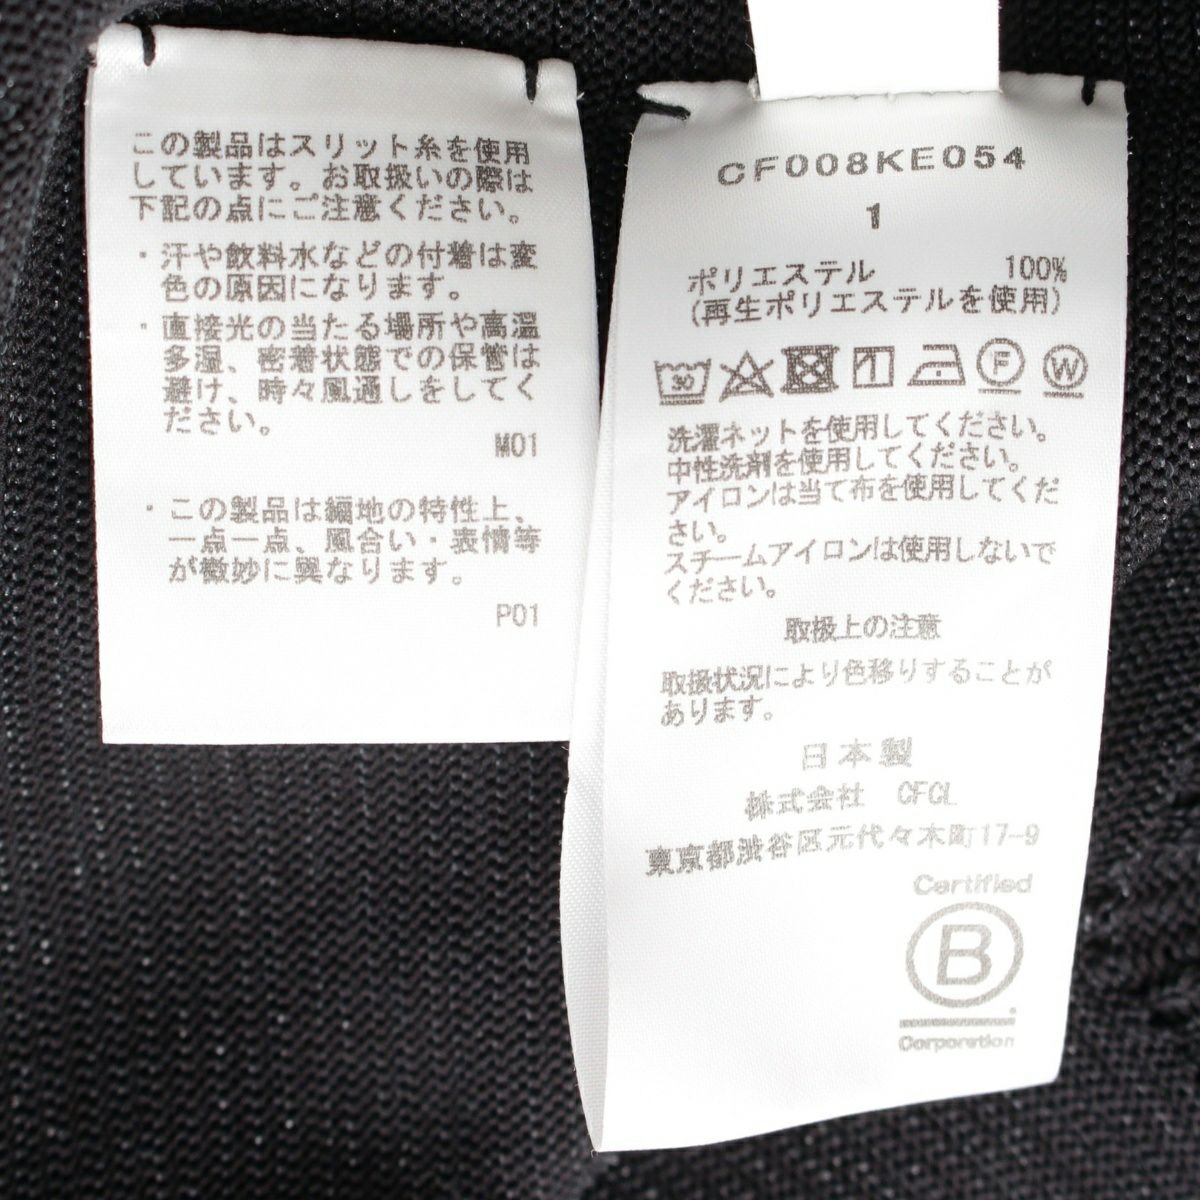 この製品はスリット糸を使用
しています。お取扱いの際は
下記の点にご注意ください。
・汗や飲料水などの付着は変
色の原因になります。
・直接光の当たる場所や高温
多湿、密着状態での保管は
避け、時々風通しをしてく
ださい。
M01
・この製品は編地の特性上、
一点一点、風合い・表情等
が微妙に異なります。
P01
CF008KE054
1
ポリエステル 100%
(再生ポリエステルを使用)
30 F W
洗濯ネットを使用してください。
中性洗剤を使用してください。
アイロンは当て布を使用してくだ
さい。
スチームアイロンは使用しないで
ください。
取扱上の注意
取扱状況により色移りすることが
あります。
日本製
株式会社 CFCL
東京都渋谷区元代々木町17-9
Certified
B
Corporation